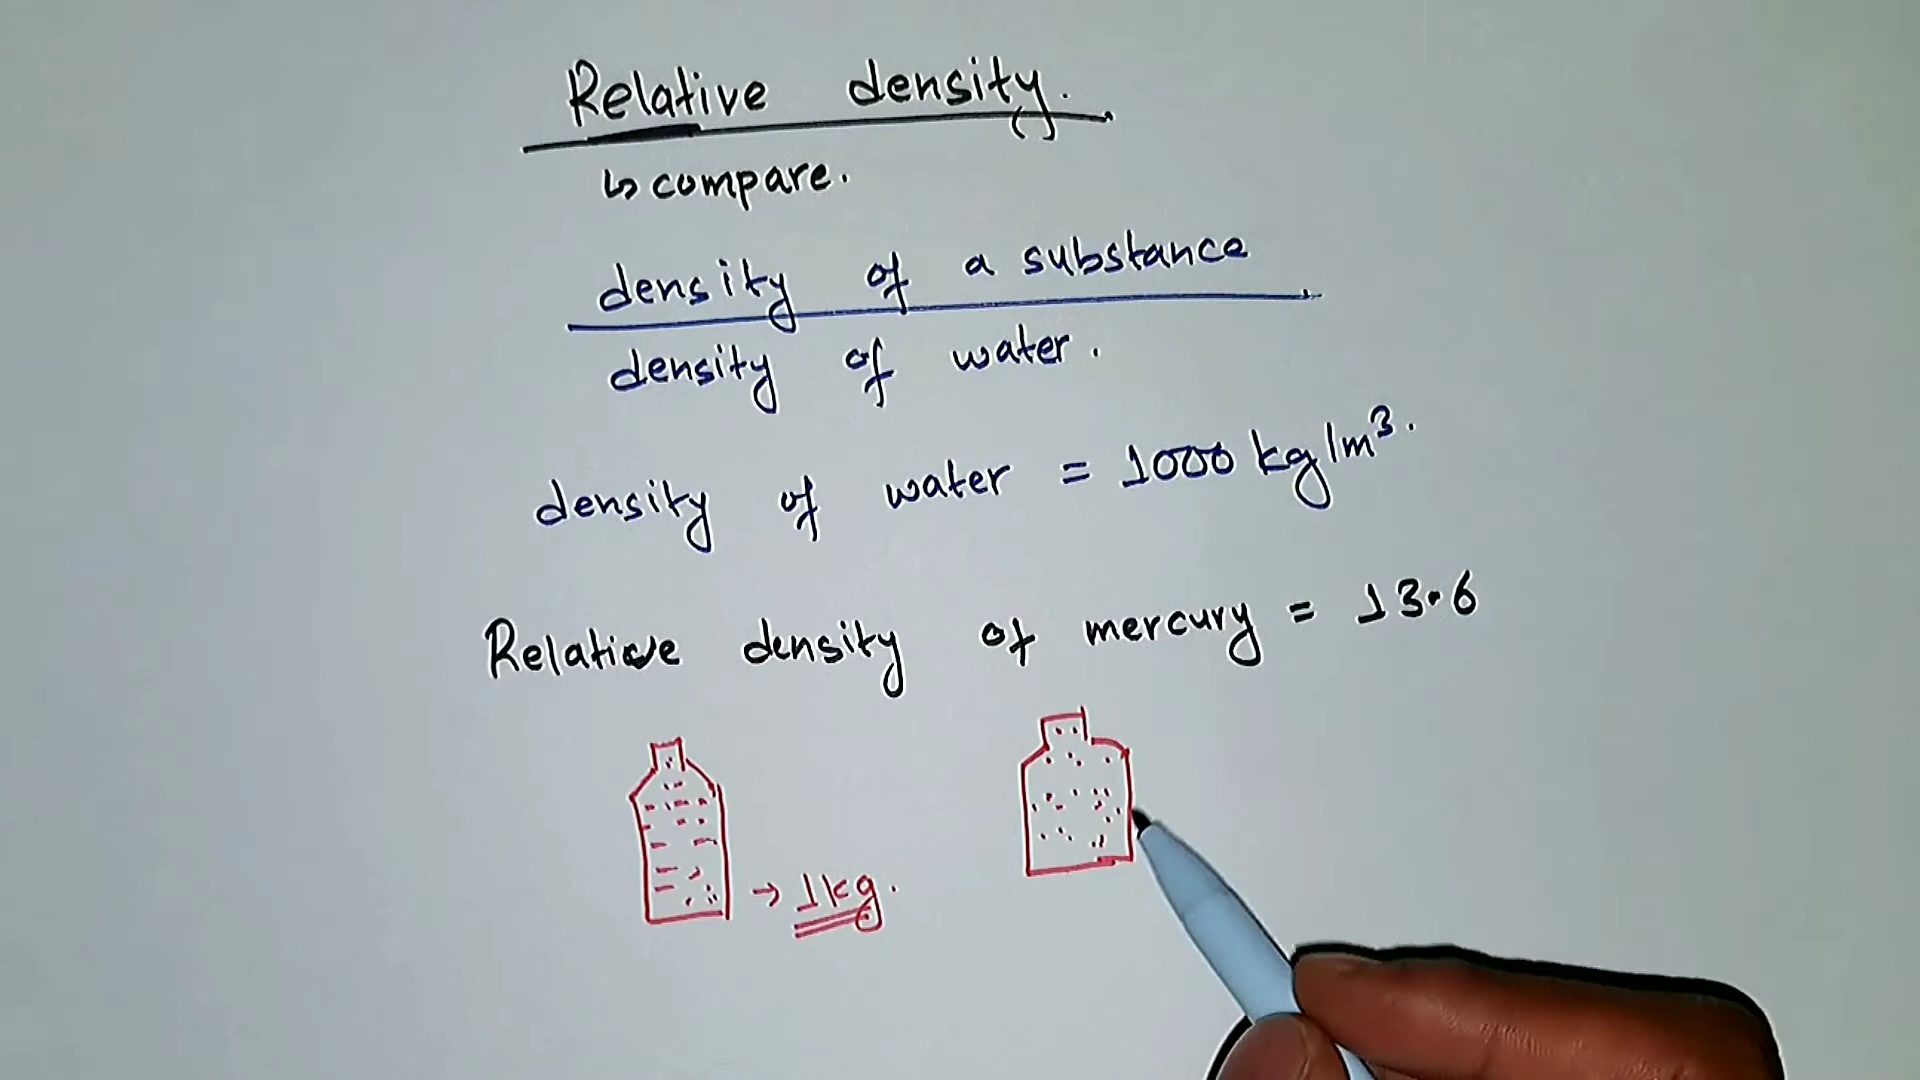 Relative density.
↳ compare.
density of a substance
density of water.
density of water = 1000 kg/m³.
Relative density of mercury = 13.6
→ 1kg.